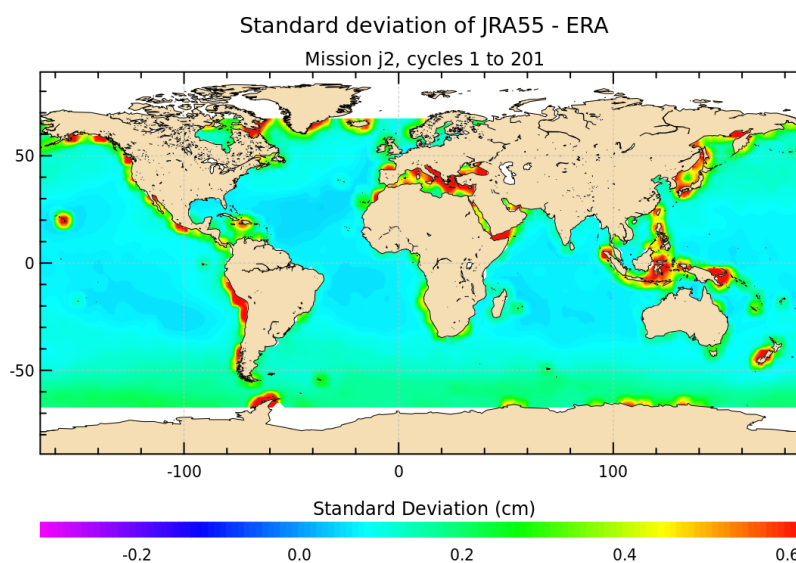 Standard deviation of JRA55 - ERA
Mission j2, cycles 1 to 201
50
0
-50
-100 0 100
Standard Deviation (cm)
-0.2 0.0 0.2 0.4 0.6